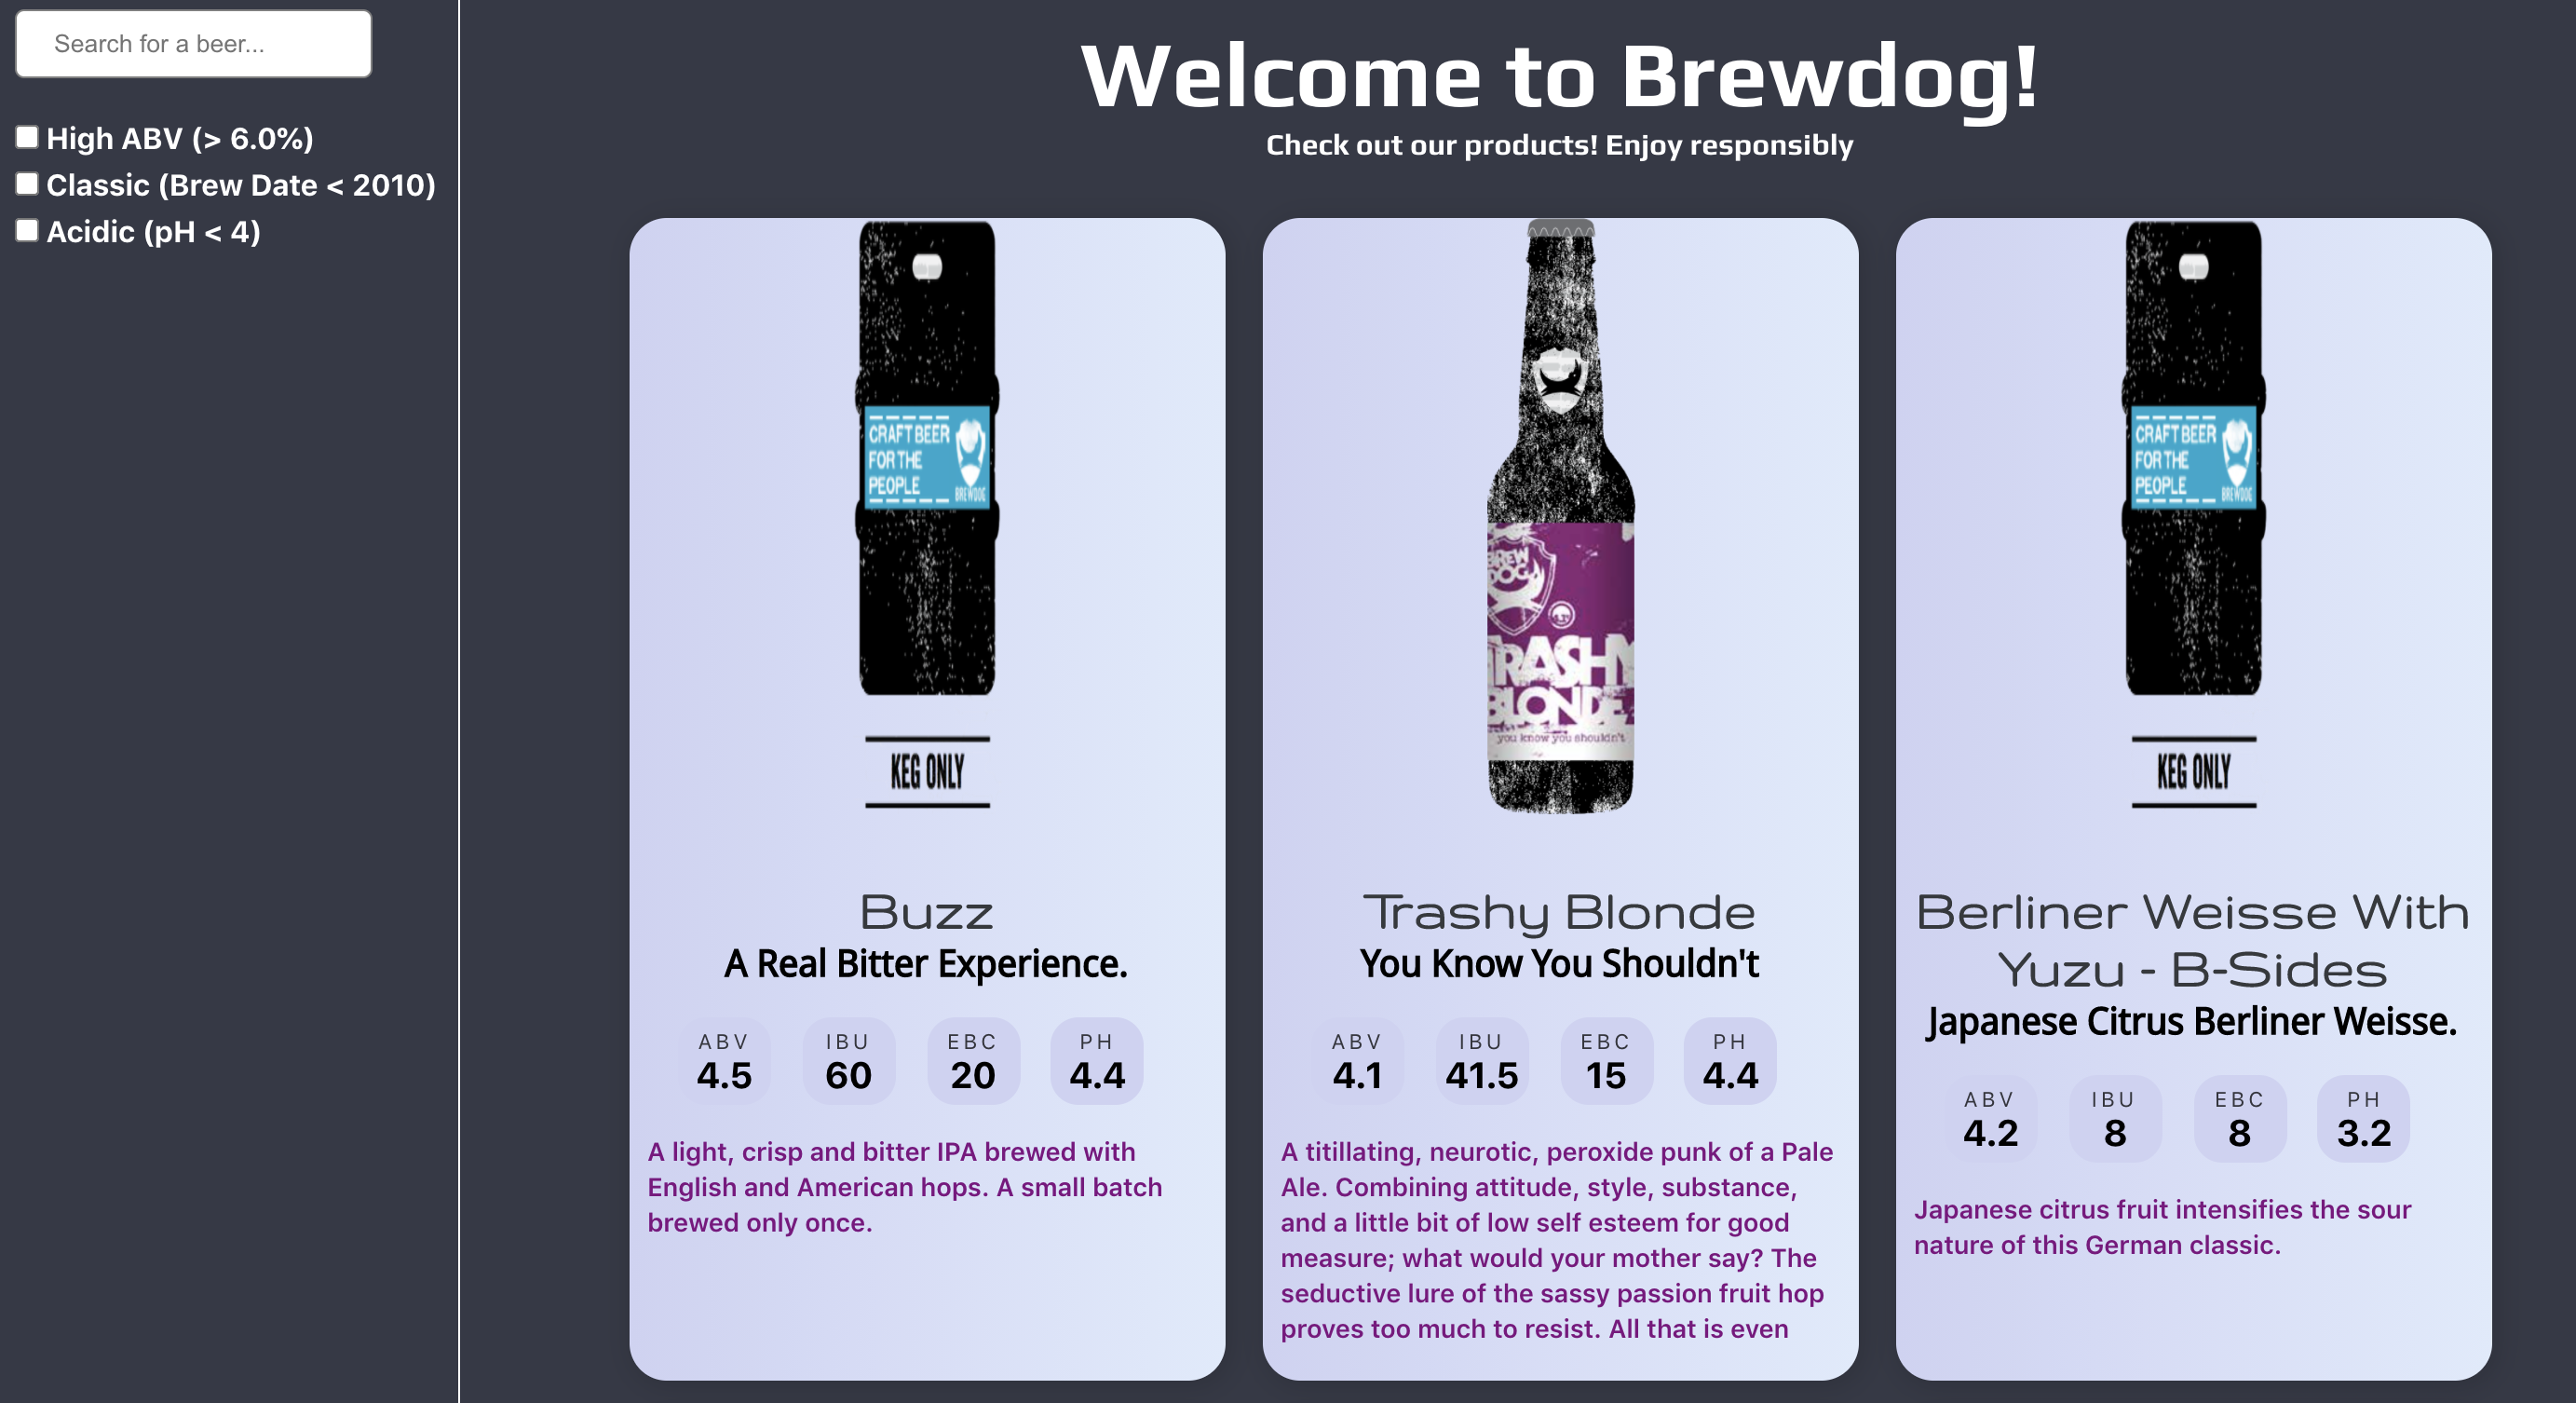 Search for a beer...
High ABV (> 6.0%)
Classic (Brew Date < 2010)
Acidic (pH < 4)
Welcome to Brewdog!
Check out our products! Enjoy responsibly
CRAFT BEER
FOR THE
PEOPLE
BREWDOG
KEG ONLY
Buzz
A Real Bitter Experience.
ABV
4.5
IBU
60
EBC
20
PH
4.4
A light, crisp and bitter IPA brewed with
English and American hops. A small batch
brewed only once.
BREW
DOG
TRASHY
BLONDE
you know you shouldn't
Trashy Blonde
You Know You Shouldn't
ABV
4.1
IBU
41.5
EBC
15
PH
4.4
A titillating, neurotic, peroxide punk of a Pale
Ale. Combining attitude, style, substance,
and a little bit of low self esteem for good
measure; what would your mother say? The
seductive lure of the sassy passion fruit hop
proves too much to resist. All that is even
CRAFT BEER
FOR THE
PEOPLE
BREWDOG
KEG ONLY
Berliner Weisse With
Yuzu - B-Sides
Japanese Citrus Berliner Weisse.
ABV
4.2
IBU
8
EBC
8
PH
3.2
Japanese citrus fruit intensifies the sour
nature of this German classic.